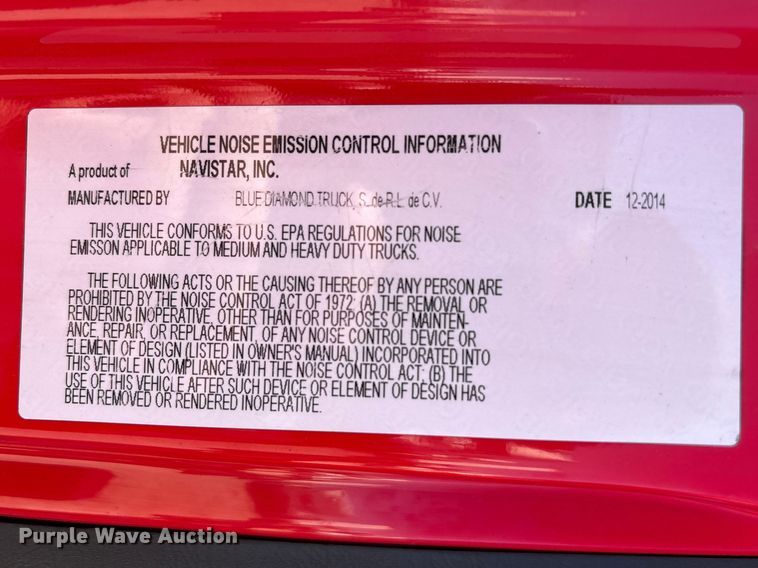 VEHICLE NOISE EMISSION CONTROL INFORMATION
A product of NAVISTAR, INC.
MANUFACTURED BY BLUE DIAMOND TRUCK, S. de R.L. de C.V. DATE 12-2014
THIS VEHICLE CONFORMS TO U.S. EPA REGULATIONS FOR NOISE
EMISSON APPLICABLE TO MEDIUM AND HEAVY DUTY TRUCKS.
THE FOLLOWING ACTS OR THE CAUSING THEREOF BY ANY PERSON ARE
PROHIBITED BY THE NOISE CONTROL ACT OF 1972: (A) THE REMOVAL OR
RENDERING INOPERATIVE, OTHER THAN FOR PURPOSES OF MAINTEN-
ANCE, REPAIR, OR REPLACEMENT, OF ANY NOISE CONTROL DEVICE OR
ELEMENT OF DESIGN (LISTED IN OWNER'S MANUAL) INCORPORATED INTO
THIS VEHICLE IN COMPLIANCE WITH THE NOISE CONTROL ACT; (B) THE
USE OF THIS VEHICLE AFTER SUCH DEVICE OR ELEMENT OF DESIGN HAS
BEEN REMOVED OR RENDERED INOPERATIVE.
Purple Wave Auction